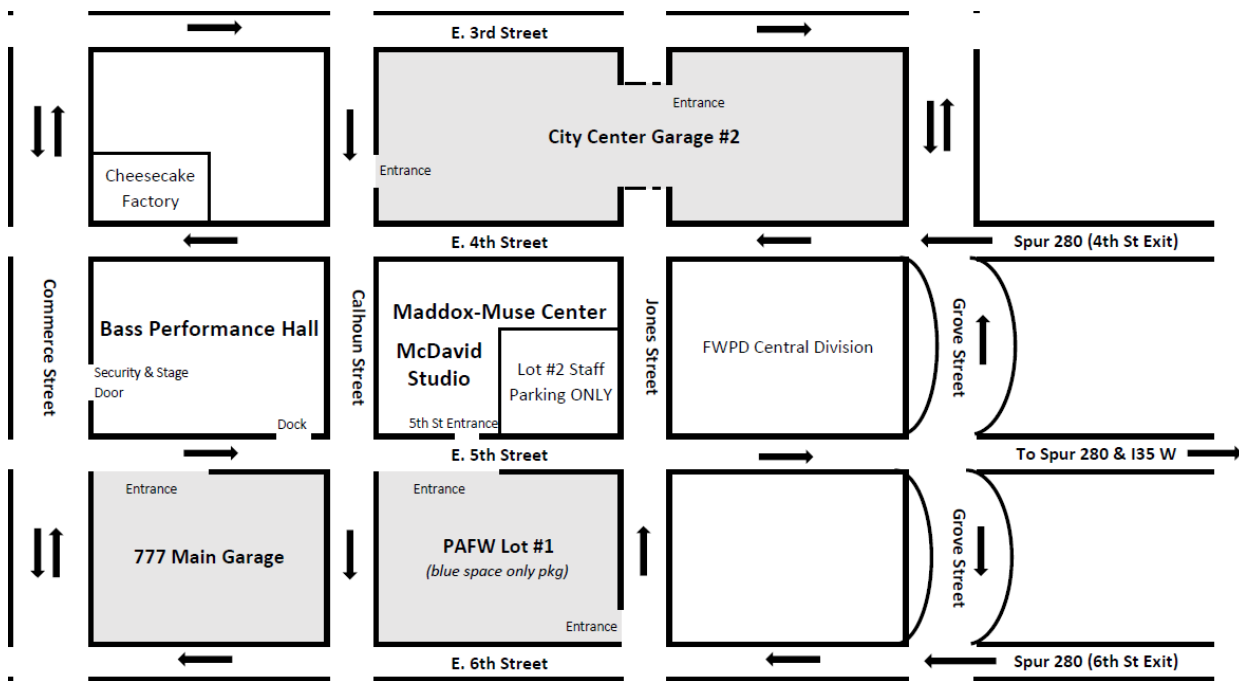 E. 3rd Street
Entrance
City Center Garage #2
Entrance
Cheesecake
Factory
E. 4th Street
Spur 280 (4th St Exit)
Commerce Street
Bass Performance Hall
Security & Stage
Door
Dock
Calhoun Street
Maddox-Muse Center
McDavid
Studio
Lot #2 Staff
Parking ONLY
5th St Entrance
Jones Street
FWPD Central Division
Grove Street
E. 5th Street
To Spur 280 & I35 W
Entrance
777 Main Garage
Entrance
PAFW Lot #1
(blue space only pkg)
Entrance
Grove Street
E. 6th Street
Spur 280 (6th St Exit)